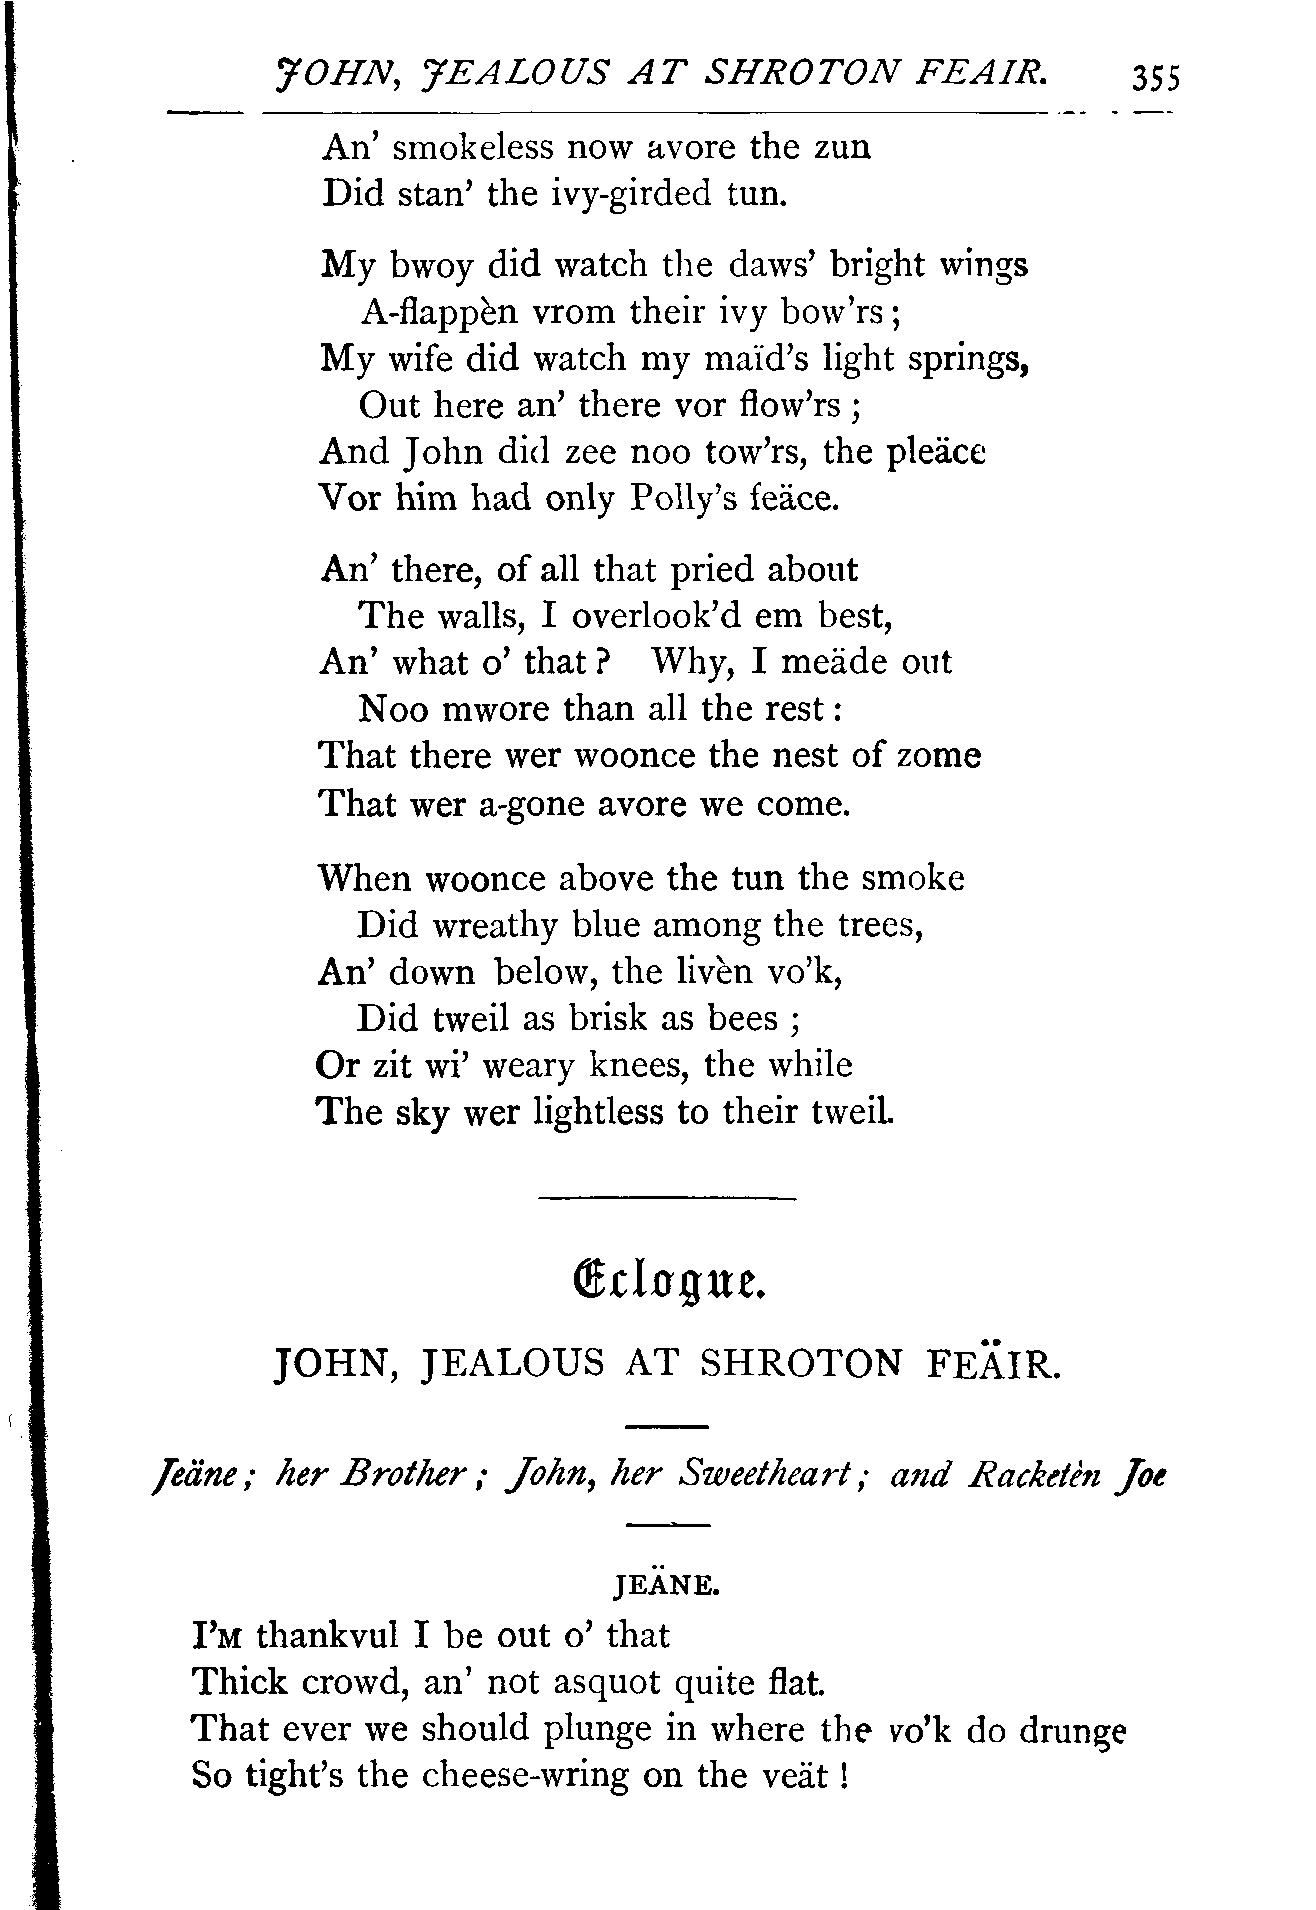 JOHN, JEALOUS AT SHROTON FEAIR. 355
An' smokeless now avore the zun
Did stan' the ivy-girded tun.
My bwoy did watch the daws' bright wings
A-flappèn vrom their ivy bow'rs;
My wife did watch my maïd's light springs,
Out here an' there vor flow'rs;
And John did zee noo tow'rs, the pleäce
Vor him had only Polly's feäce.
An' there, of all that pried about
The walls, I overlook'd em best,
An' what o' that? Why, I meäde out
Noo mwore than all the rest:
That there wer woonce the nest of zome
That wer a-gone avore we come.
When woonce above the tun the smoke
Did wreathy blue among the trees,
An' down below, the livèn vo'k,
Did tweil as brisk as bees;
Or zit wi' weary knees, the while
The sky wer lightless to their tweil.
Eclogue.
JOHN, JEALOUS AT SHROTON FEÄIR.
Jeäne; her Brother; John, her Sweetheart; and Racketèn Joe
JEÄNE.
I'M thankvul I be out o' that
Thick crowd, an' not asquot quite flat.
That ever we should plunge in where the vo'k do drunge
So tight's the cheese-wring on the veät!